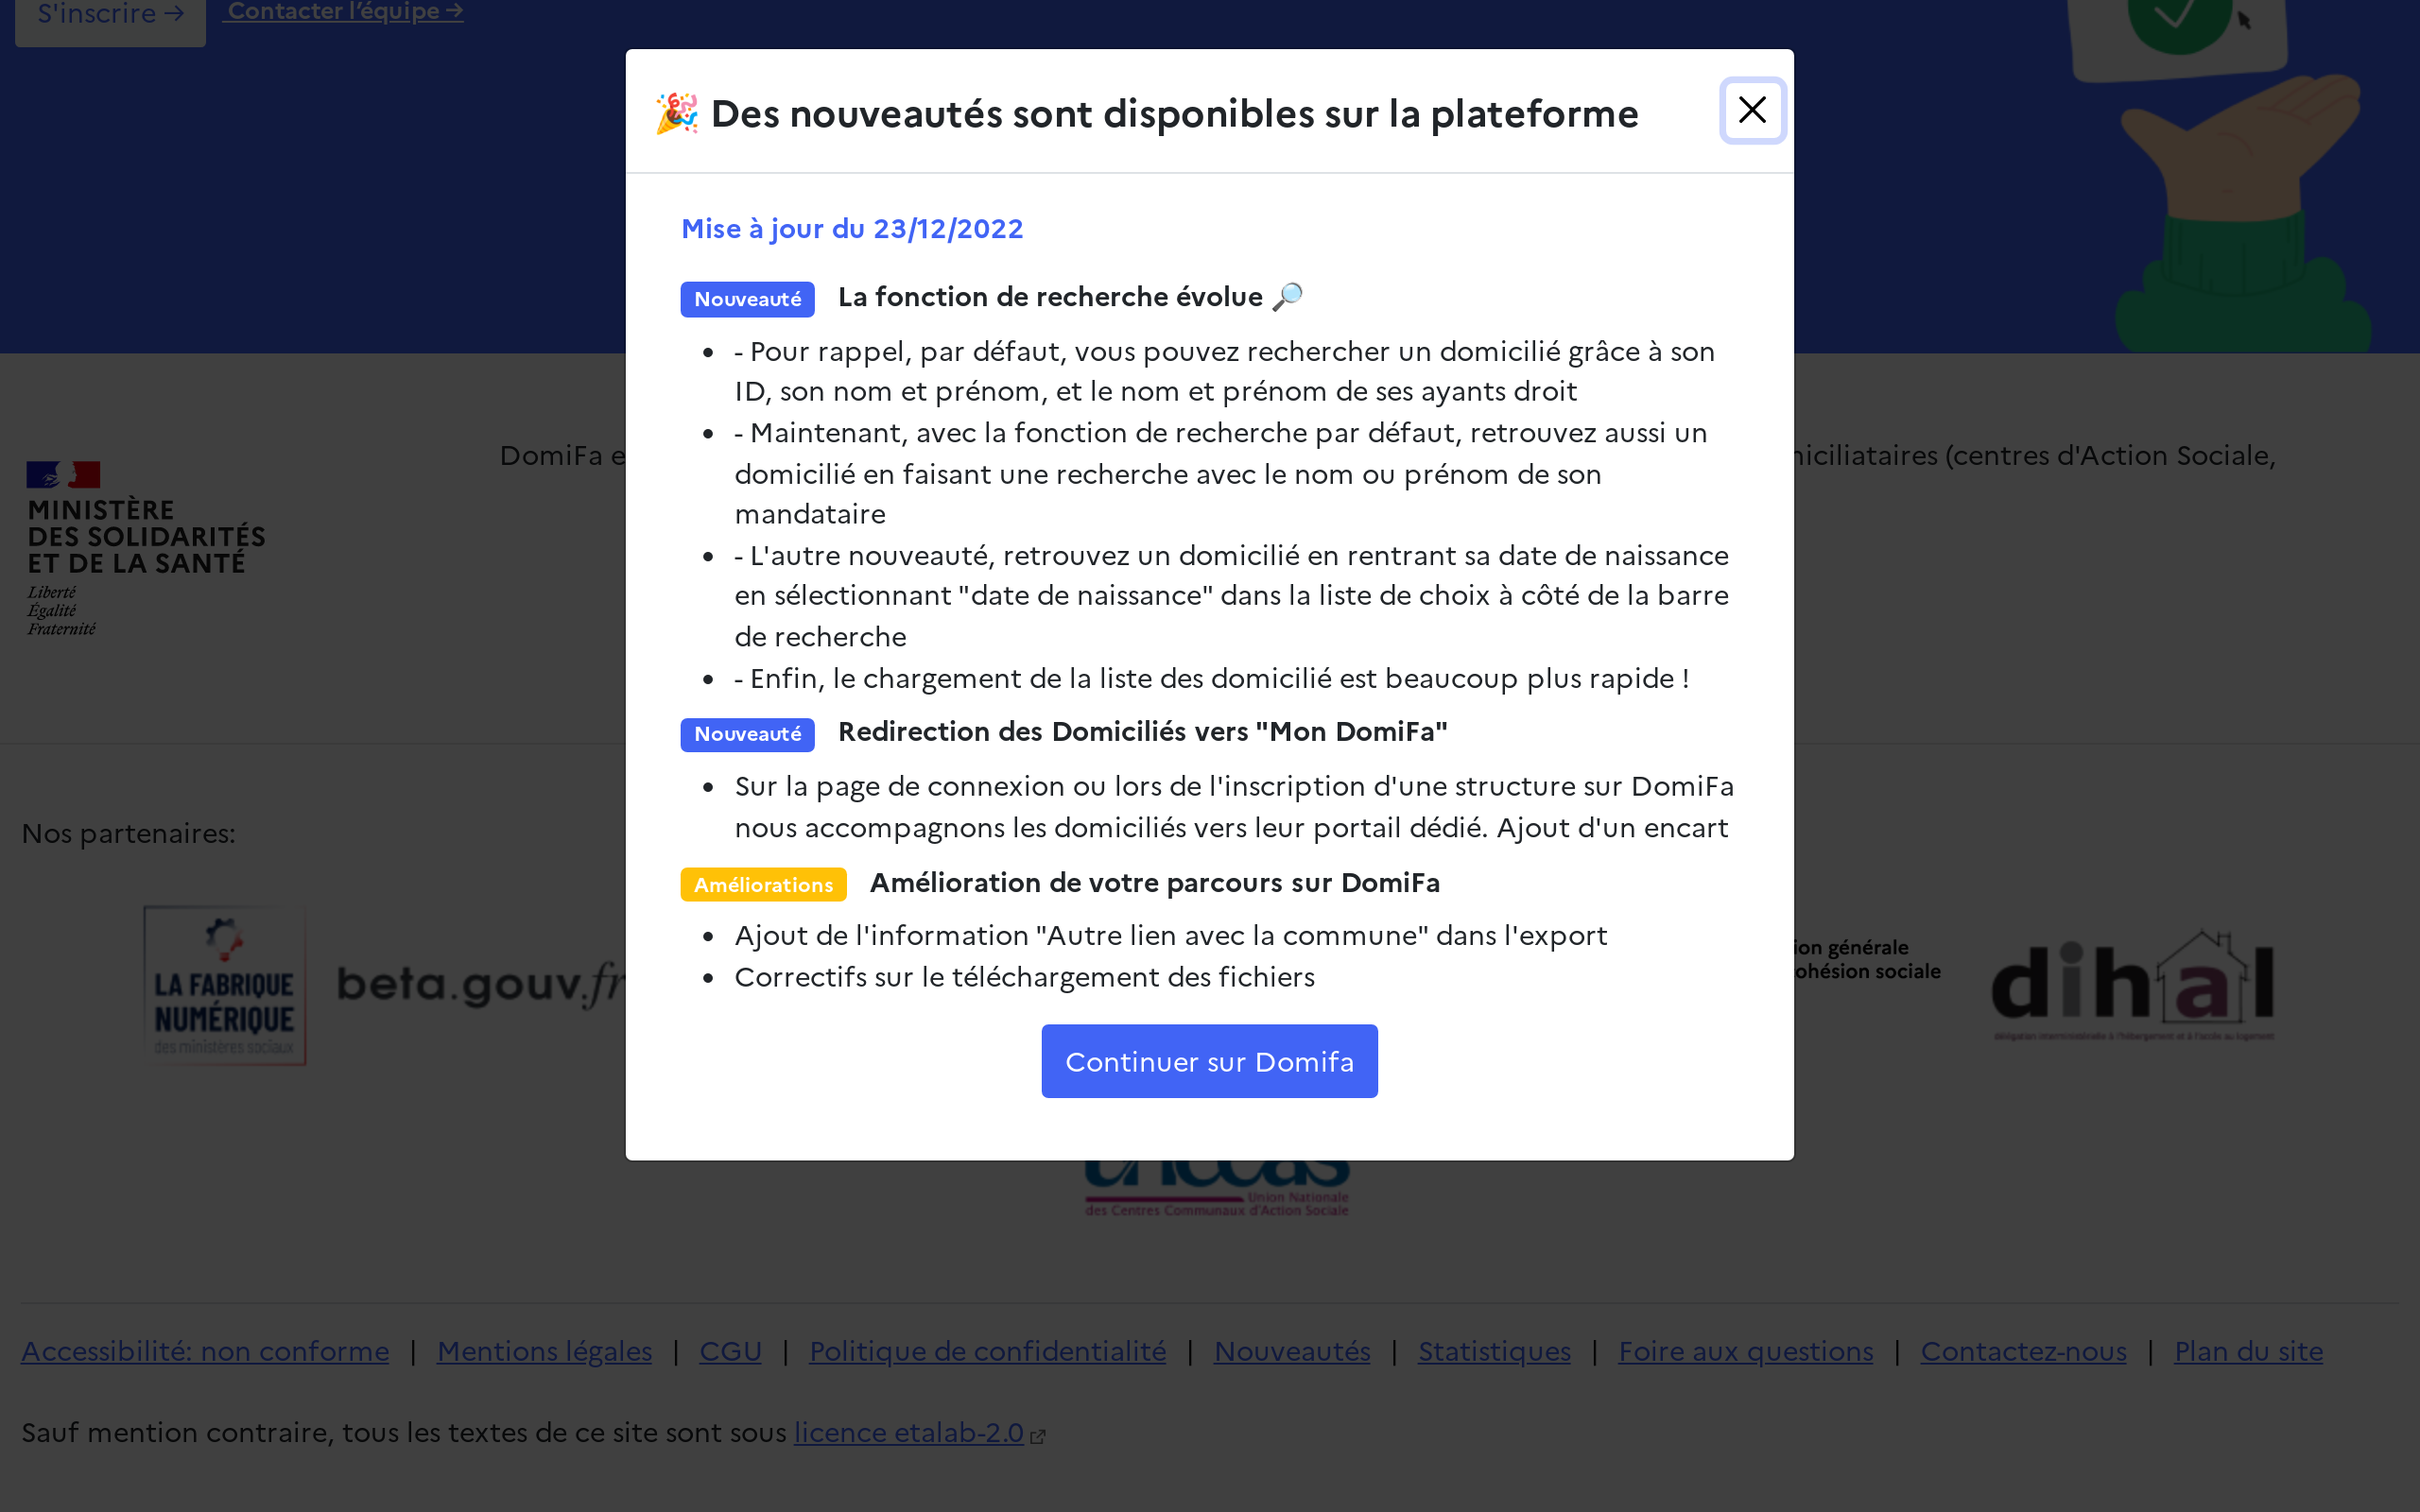 S'inscrire →
Contacter l'équipe →
🎉 Des nouveautés sont disponibles sur la plateforme
Mise à jour du 23/12/2022
Nouveauté La fonction de recherche évolue 🔎
• - Pour rappel, par défaut, vous pouvez rechercher un domicilié grâce à son
ID, son nom et prénom, et le nom et prénom de ses ayants droit
• - Maintenant, avec la fonction de recherche par défaut, retrouvez aussi un
domicilié en faisant une recherche avec le nom ou prénom de son
mandataire
• - L'autre nouveauté, retrouvez un domicilié en rentrant sa date de naissance
en sélectionnant "date de naissance" dans la liste de choix à côté de la barre
de recherche
• - Enfin, le chargement de la liste des domicilié est beaucoup plus rapide !
Nouveauté Redirection des Domiciliés vers "Mon DomiFa"
• Sur la page de connexion ou lors de l'inscription d'une structure sur DomiFa
nous accompagnons les domiciliés vers leur portail dédié. Ajout d'un encart
Améliorations Amélioration de votre parcours sur DomiFa
• Ajout de l'information "Autre lien avec la commune" dans l'export
• Correctifs sur le téléchargement des fichiers
Continuer sur Domifa
MINISTÈRE
DES SOLIDARITÉS
ET DE LA SANTÉ
Liberté
Égalité
Fraternité
DomiFa
(centres d'Action Sociale,
Nos partenaires:
LA FABRIQUE
NUMÉRIQUE
des ministères sociaux
beta.gouv.fr
générale
cohésion sociale
dihal
délégation interministérielle à l'hébergement et à l'accès au logement
unccas
Union Nationale
des Centres Communaux d'Action Sociale
Accessibilité: non conforme | Mentions légales | CGU | Politique de confidentialité | Nouveautés | Statistiques | Foire aux questions | Contactez-nous | Plan du site
Sauf mention contraire, tous les textes de ce site sont sous licence etalab-2.0